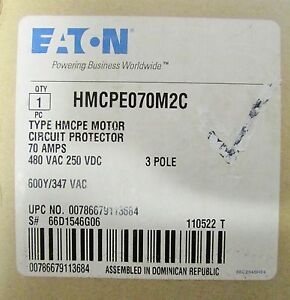 EATON
Powering Business Worldwide™
QTY
1
PC
HMCPE070M2C
TYPE HMCPE MOTOR
CIRCUIT PROTECTOR
70 AMPS
480 VAC 250 VDC 3 POLE
600Y/347 VAC
UPC NO. 00786679113684
S# 66D1546G06 110522 T
00786679113684 ASSEMBLED IN DOMINICAN REPUBLIC